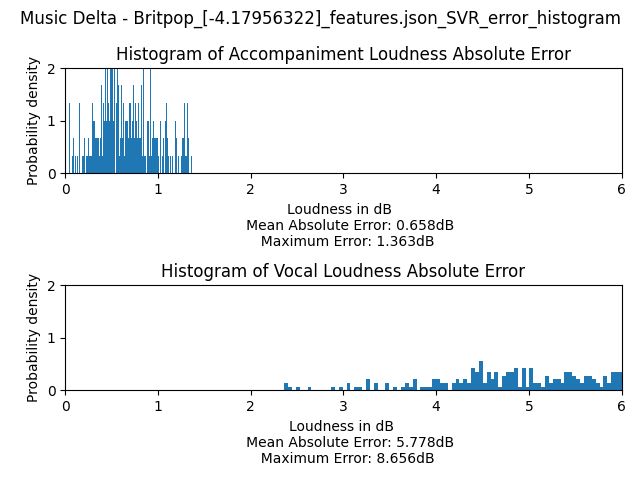 Music Delta - Britpop_[-4.17956322]_features.json_SVR_error_histogram
Histogram of Accompaniment Loudness Absolute Error
Probability density
2
1
0
0 1 2 3 4 5 6
Loudness in dB
Mean Absolute Error: 0.658dB
Maximum Error: 1.363dB
Histogram of Vocal Loudness Absolute Error
Probability density
2
1
0
0 1 2 3 4 5 6
Loudness in dB
Mean Absolute Error: 5.778dB
Maximum Error: 8.656dB